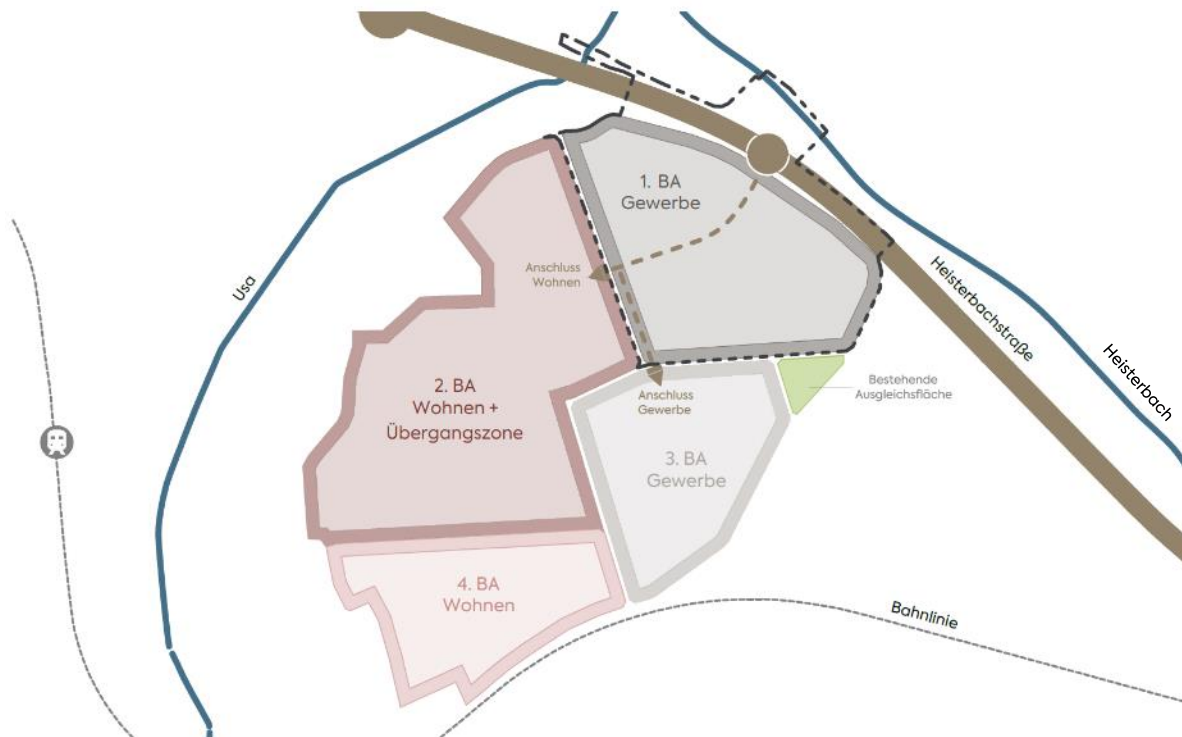 1. BA
Gewerbe
Anschluss
Wohnen
Usa
Heisterbachstraße
Heisterbach
2. BA
Wohnen +
Übergangszone
Anschluss
Gewerbe
Bestehende
Ausgleichsfläche
3. BA
Gewerbe
4. BA
Wohnen
Bahnlinie